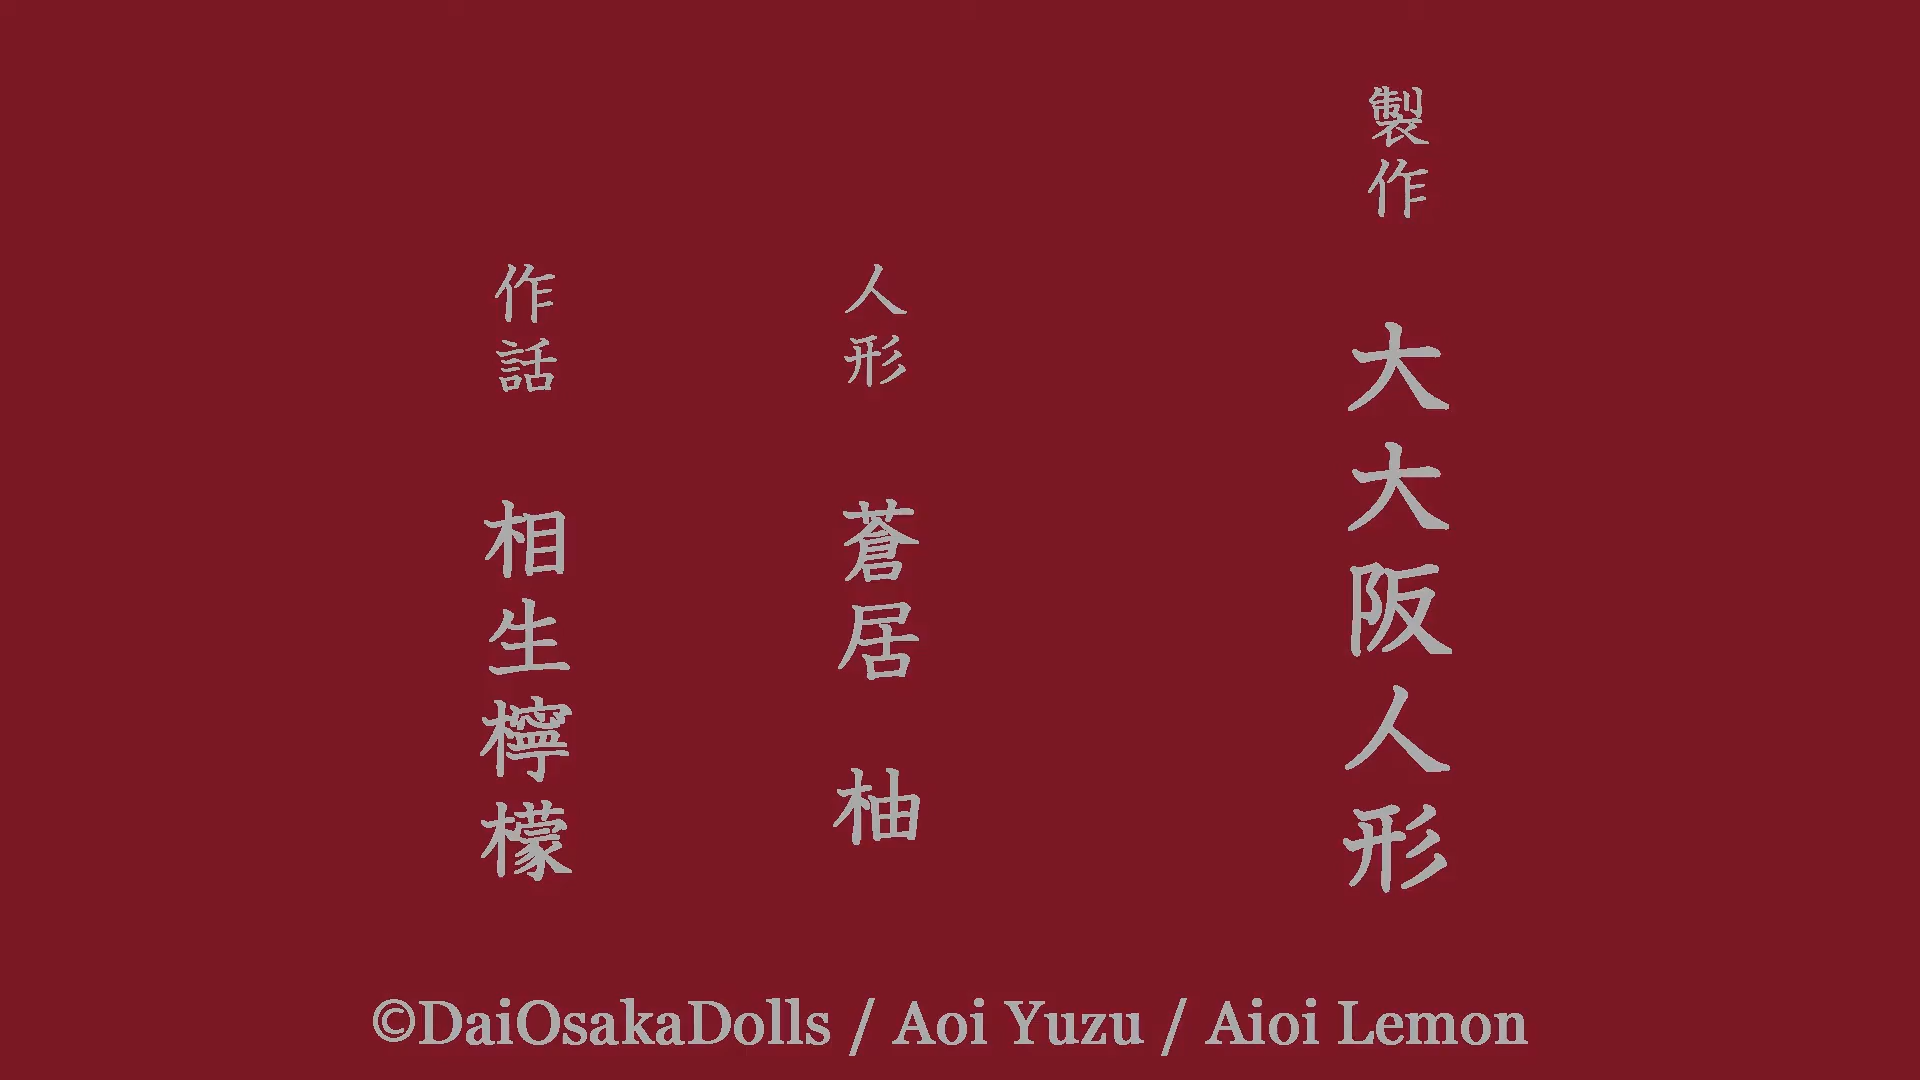 製作 大大阪人形
人形 蒼居 柚
作話 相生檸檬
©DaiOsakaDolls / Aoi Yuzu / Aioi Lemon